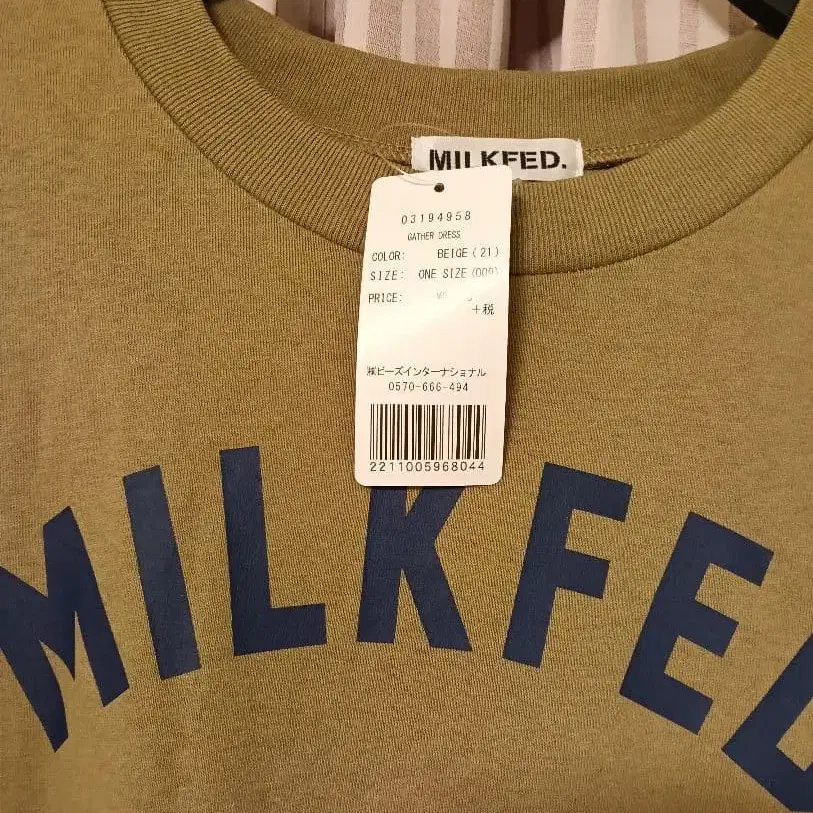 MILKFED.
03194958
GATHER DRESS
COLOR: BEIGE (21)
SIZE: ONE SIZE (000)
PRICE:
+税
㈱ビーズインターナショナル
0570-666-494
2211005968044
MILKFED